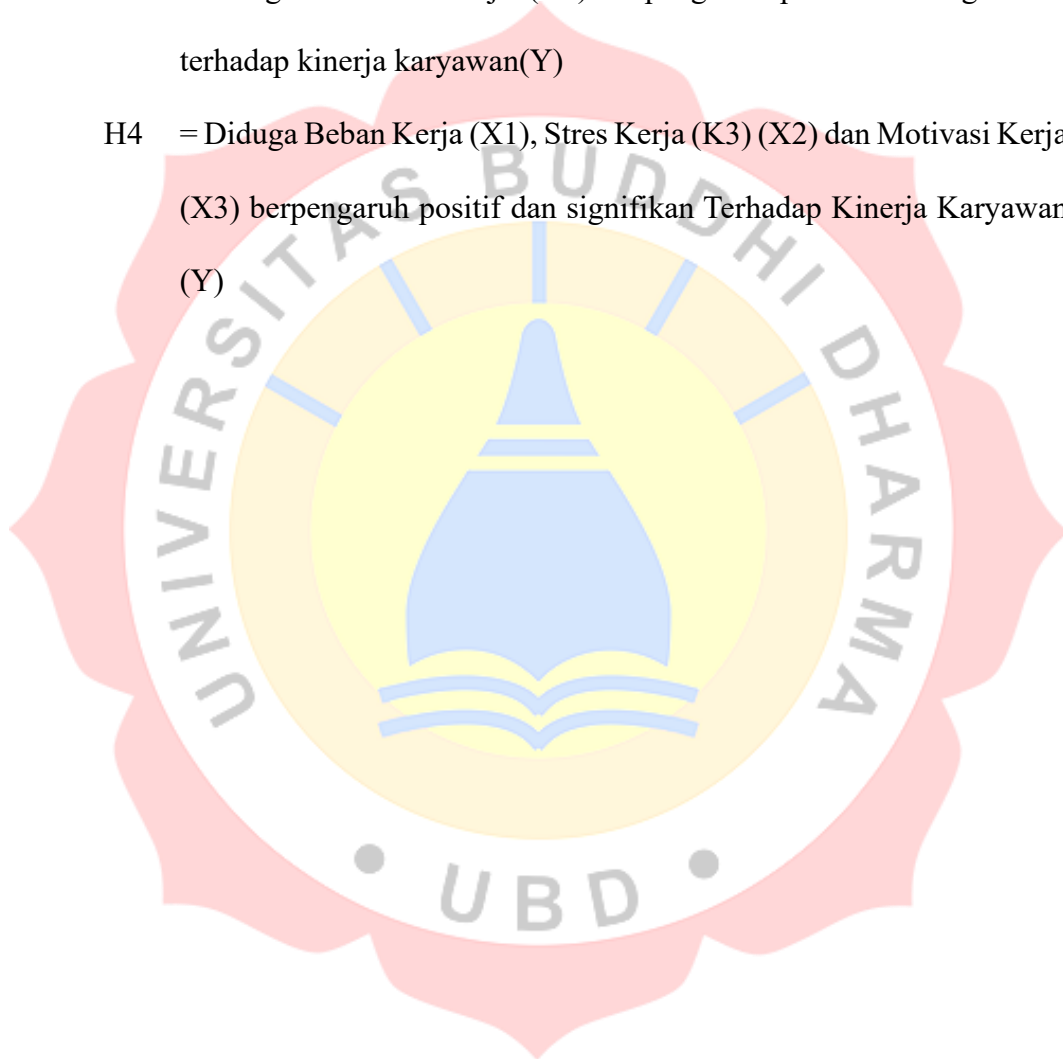 terhadap kinerja karyawan(Y)
H4 = Diduga Beban Kerja (X1), Stres Kerja (K3) (X2) dan Motivasi Kerja
(X3) berpengaruh positif dan signifikan Terhadap Kinerja Karyawan
(Y)
UNIVERSITAS BUDDHI DHARMA
• UBD •